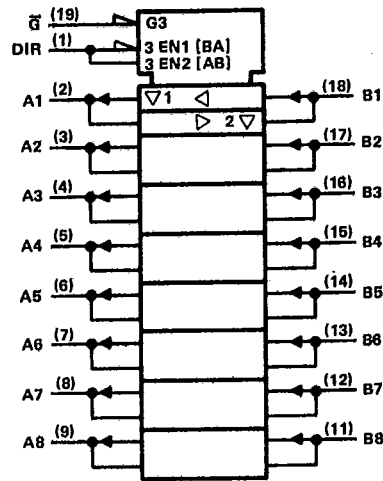 G̅ (19) G3
DIR (1) 3 EN1 [BA]
3 EN2 [AB]
A1 (2) ▽ 1 ◁ (18) B1
▷ 2 ▽
A2 (3) (17) B2
A3 (4) (16) B3
A4 (5) (15) B4
A5 (6) (14) B5
A6 (7) (13) B6
A7 (8) (12) B7
A8 (9) (11) B8